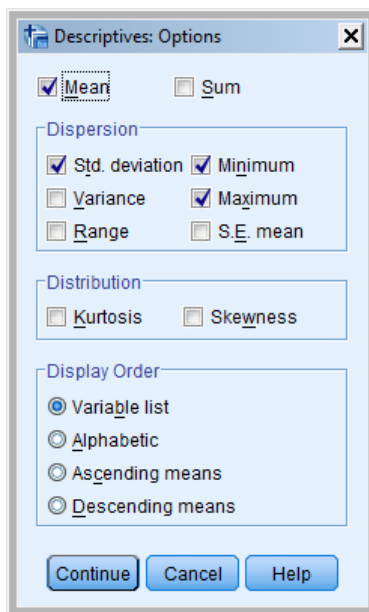 Descriptives: Options
Mean Sum
Dispersion
Std. deviation Minimum
Variance Maximum
Range S.E. mean
Distribution
Kurtosis Skewness
Display Order
Variable list
Alphabetic
Ascending means
Descending means
Continue Cancel Help